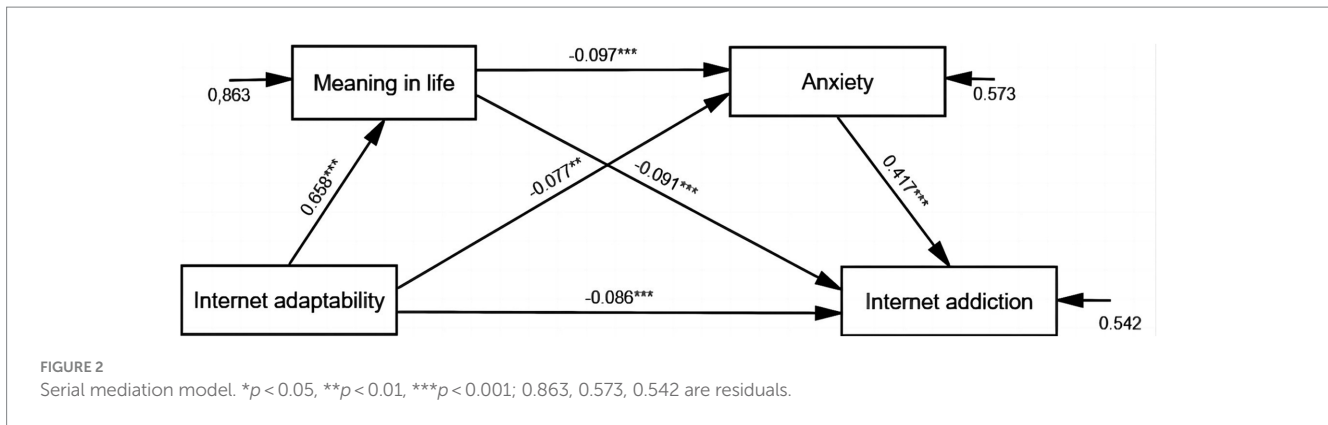 -0.097***
Meaning in life
Anxiety
0,863
0.573
0.658***
-0.077**
-0.091***
0.417***
Internet adaptability
-0.086***
Internet addiction
0.542
FIGURE 2
Serial mediation model. *p < 0.05, **p < 0.01, ***p < 0.001; 0.863, 0.573, 0.542 are residuals.